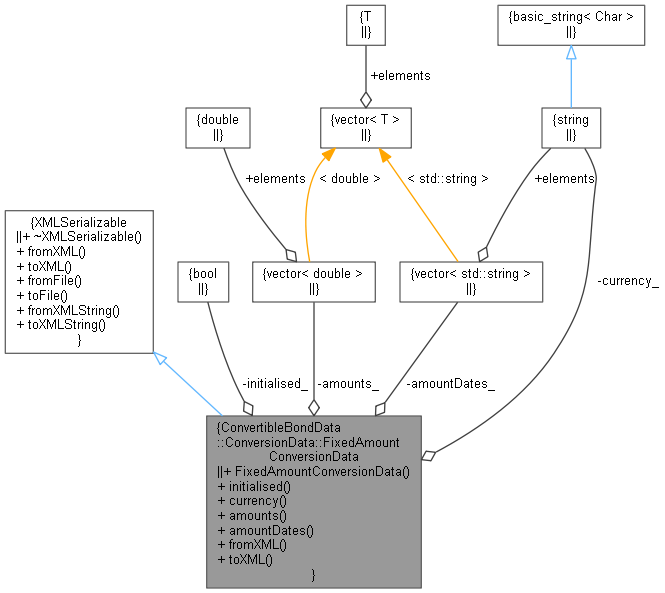 {T
||}
{basic_string< Char >
||}
+elements
{double
||}
{vector< T >
||}
{string
||}
+elements
< double >
< std::string >
+elements
{XMLSerializable
||+ ~XMLSerializable()
+ fromXML()
+ toXML()
+ fromFile()
+ toFile()
+ fromXMLString()
+ toXMLString()
}
{bool
||}
{vector< double >
||}
{vector< std::string >
||}
-currency_
-initialised_
-amounts_
-amountDates_
{ConvertibleBondData
::ConversionData::FixedAmount
ConversionData
||+ FixedAmountConversionData()
+ initialised()
+ currency()
+ amounts()
+ amountDates()
+ fromXML()
+ toXML()
}